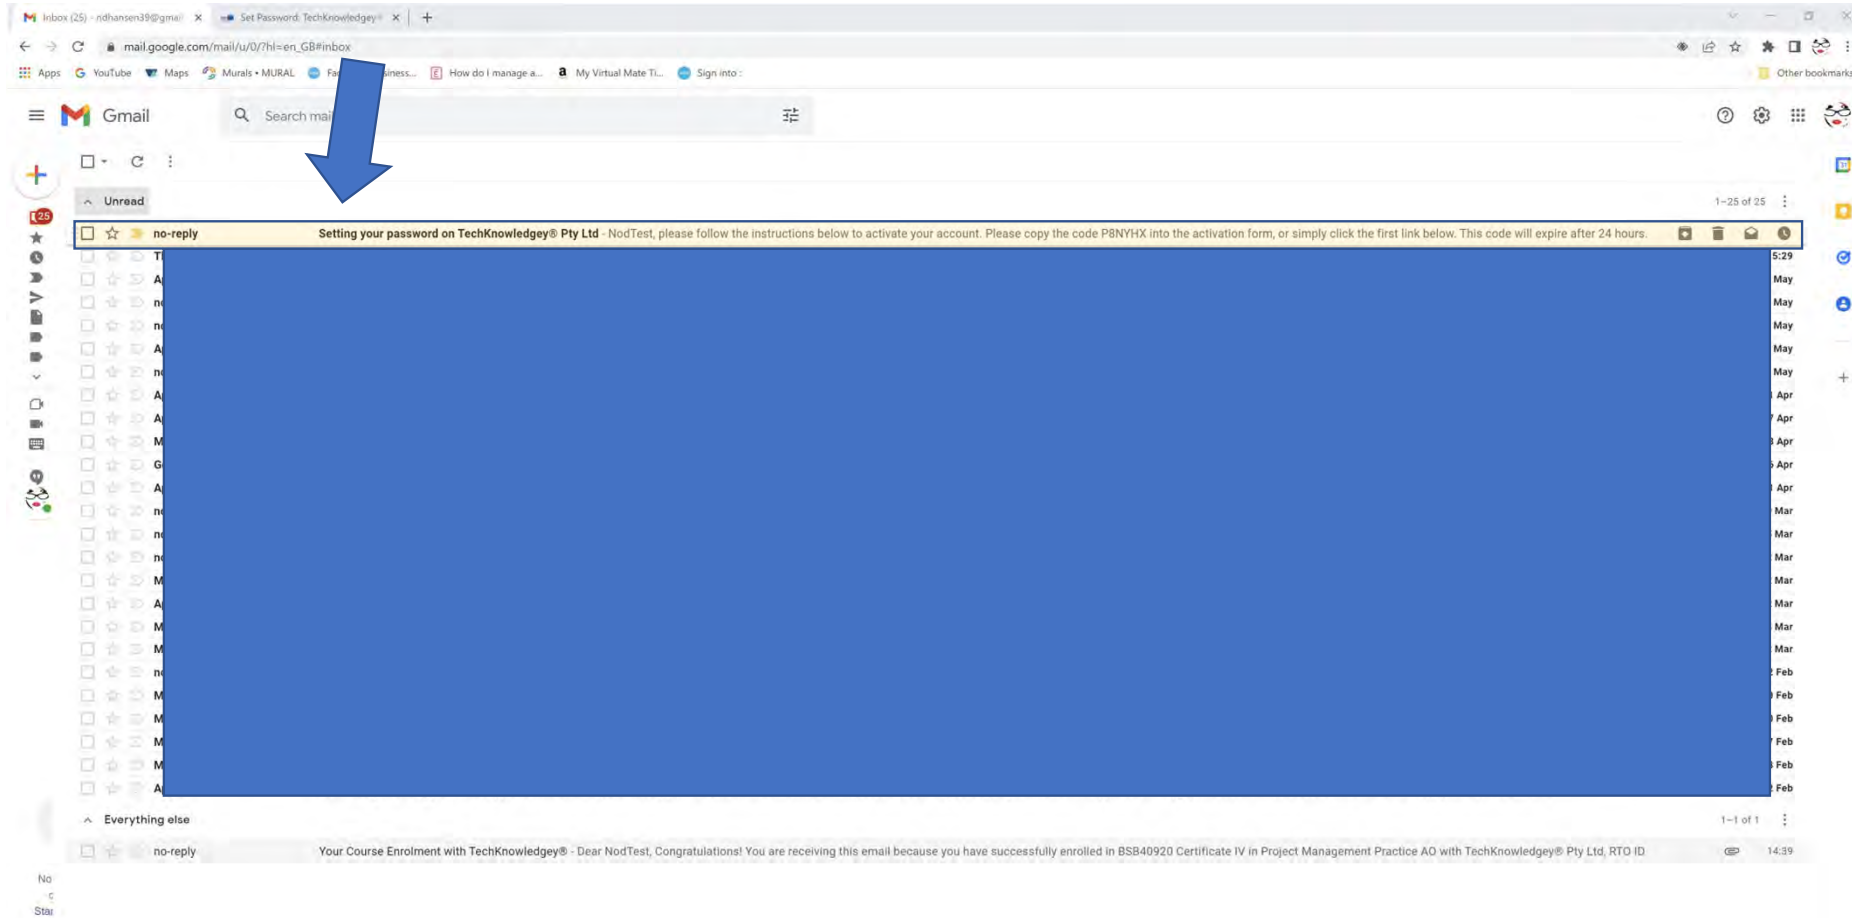 Inbox (25) - ndhansen39@gmai
Set Password: TechKnowledgey®
mail.google.com/mail/u/0/?hl=en_GB#inbox
Apps YouTube Maps Murals • MURAL How do I manage a... a My Virtual Mate Ti... Sign into : Other bookmarks
Gmail
Search mai
Unread
1–25 of 25
25
no-reply Setting your password on TechKnowledgey® Pty Ltd - NodTest, please follow the instructions below to activate your account. Please copy the code P8NYHX into the activation form, or simply click the first link below. This code will expire after 24 hours.
5:29
May
May
May
May
May
Apr
Apr
Apr
Apr
Apr
Mar
Mar
Mar
Mar
Mar
Mar
Mar
Feb
Feb
Feb
Feb
Feb
Feb
Everything else
1–1 of 1
no-reply Your Course Enrolment with TechKnowledgey® - Dear NodTest, Congratulations! You are receiving this email because you have successfully enrolled in BSB40920 Certificate IV in Project Management Practice AO with TechKnowledgey® Pty Ltd, RTO ID 14:39
No
Star